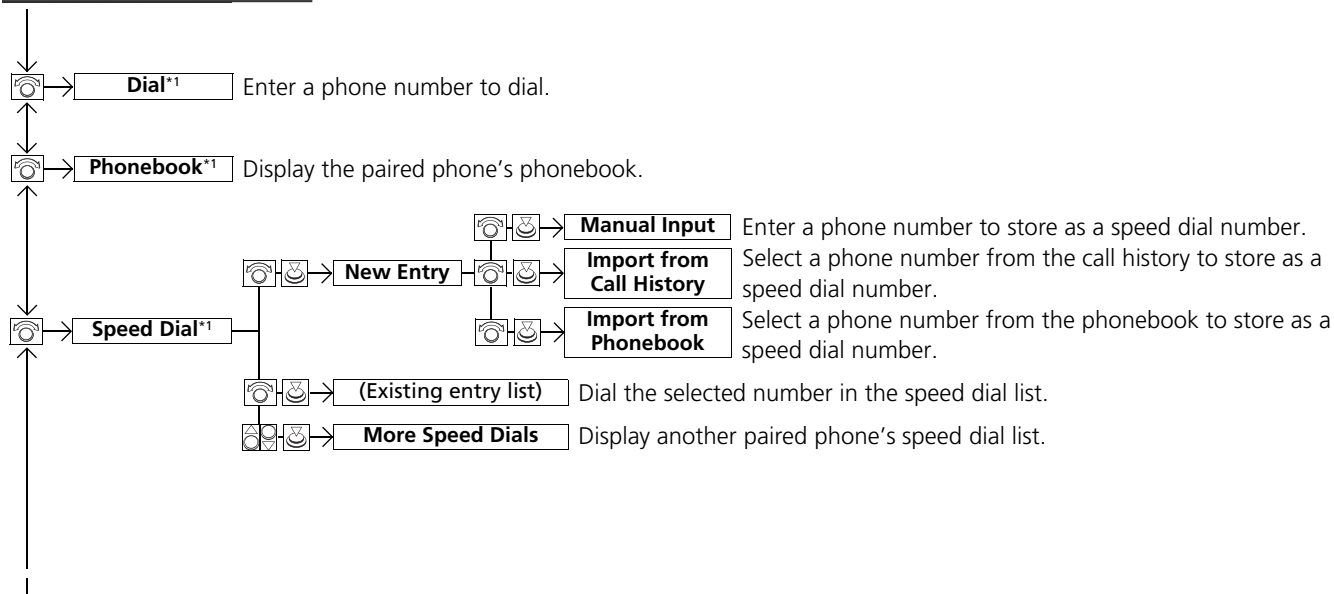 Dial*1 Enter a phone number to dial.
Phonebook*1 Display the paired phone’s phonebook.
Manual Input Enter a phone number to store as a speed dial number.
New Entry
Import from
Call History
Select a phone number from the call history to store as a
speed dial number.
Speed Dial*1
Import from
Phonebook
Select a phone number from the phonebook to store as a
speed dial number.
(Existing entry list) Dial the selected number in the speed dial list.
More Speed Dials Display another paired phone’s speed dial list.